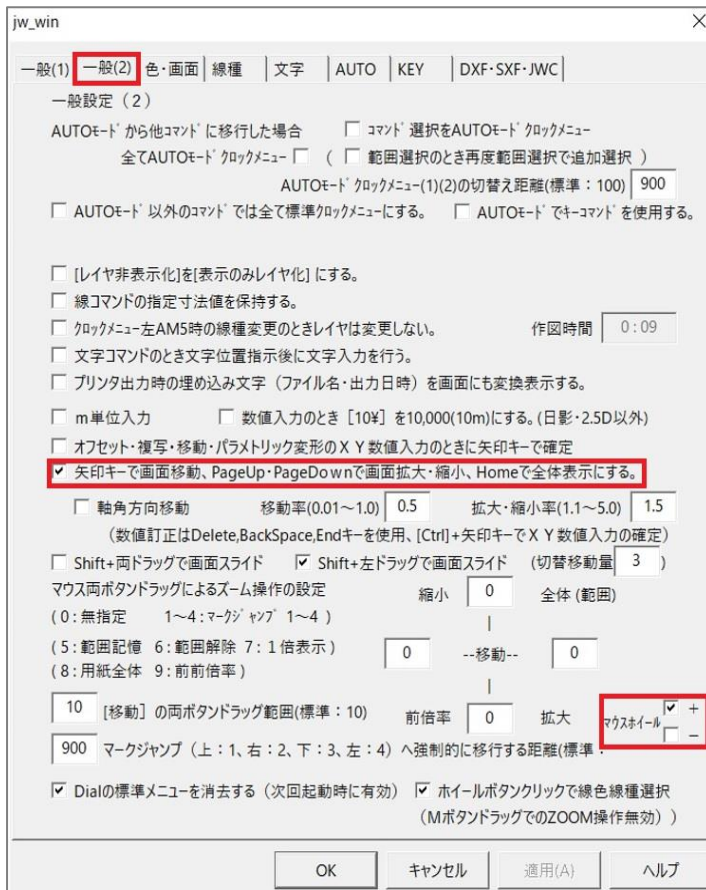 jw_win
一般(1) 一般(2) 色・画面 線種 文字 AUTO KEY DXF・SXF・JWC
一般設定（2）
AUTOﾓｰﾄﾞから他ｺﾏﾝﾄﾞに移行した場合 ｺﾏﾝﾄﾞ選択をAUTOﾓｰﾄﾞｸﾛｯｸﾒﾆｭｰ
全てAUTOﾓｰﾄﾞｸﾛｯｸﾒﾆｭｰ （ 範囲選択のとき再度範囲選択で追加選択 ）
AUTOﾓｰﾄﾞｸﾛｯｸﾒﾆｭｰ(1)(2)の切替え距離(標準：100) 900
AUTOﾓｰﾄﾞ以外のｺﾏﾝﾄﾞでは全て標準ｸﾛｯｸﾒﾆｭｰにする。 AUTOﾓｰﾄﾞでｷｰｺﾏﾝﾄﾞを使用する。
[レイヤ非表示化]を[表示のみレイヤ化] にする。
線コマンドの指定寸法値を保持する。
ｸﾛｯｸﾒﾆｭｰ左AM5時の線種変更のときレイヤは変更しない。 作図時間 0：09
文字コマンドのとき文字位置指示後に文字入力を行う。
プリンタ出力時の埋め込み文字（ファイル名・出力日時）を画面にも変換表示する。
m単位入力 数値入力のとき［10¥］を10,000(10m)にする。(日影・2.5D以外)
オフセット・複写・移動・パラメトリック変形のＸＹ数値入力のときに矢印キーで確定
矢印キーで画面移動、PageUp・PageDownで画面拡大・縮小、Homeで全体表示にする。
軸角方向移動 移動率(0.01～1.0) 0.5 拡大・縮小率(1.1～5.0) 1.5
(数値訂正はDelete,BackSpace,Endキーを使用、[Ctrl]+矢印キーでＸＹ数値入力の確定)
Shift+両ドラッグで画面スライド Shift+左ドラッグで画面スライド (切替移動量 3 )
マウス両ボタンドラッグによるズーム操作の設定 縮小 0 全体 (範囲)
( 0：無指定 1～4：ﾏｰｸｼﾞｬﾝﾌﾟ 1～4 ) |
( 5：範囲記憶 6：範囲解除 7：１倍表示) 0 --移動-- 0
( 8：用紙全体 9：前前倍率) |
10 [移動］の両ボタンドラッグ範囲(標準：10) 前倍率 0 拡大 ﾏｳｽﾎｲｰﾙ + −
900 マークジャンプ（上：1、右：2、下：3、左：4）へ強制的に移行する距離(標準：
Dialの標準メニューを消去する（次回起動時に有効） ホイールボタンクリックで線色線種選択
（MボタンドラッグでのZOOM操作無効））
OK キャンセル 適用(A) ヘルプ